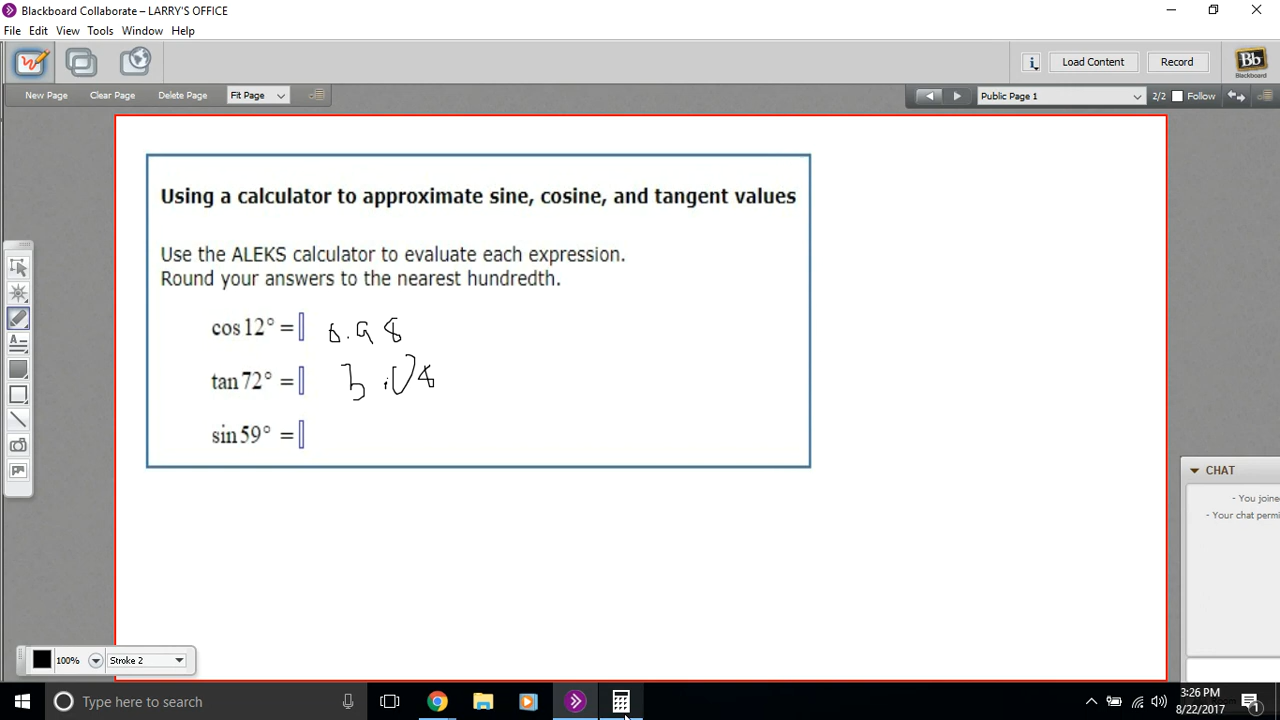 Blackboard Collaborate – LARRY'S OFFICE
File Edit View Tools Window Help
Load Content Record
Bb
Blackboard
New Page Clear Page Delete Page Fit Page
Public Page 1 2/2 Follow
Using a calculator to approximate sine, cosine, and tangent values
Use the ALEKS calculator to evaluate each expression.
Round your answers to the nearest hundredth.
cos 12° = 0.98
tan 72° = 3.08
sin 59° =
CHAT
- You joine
- Your chat permi
100% Stroke 2
Type here to search
3:26 PM
8/22/2017
1